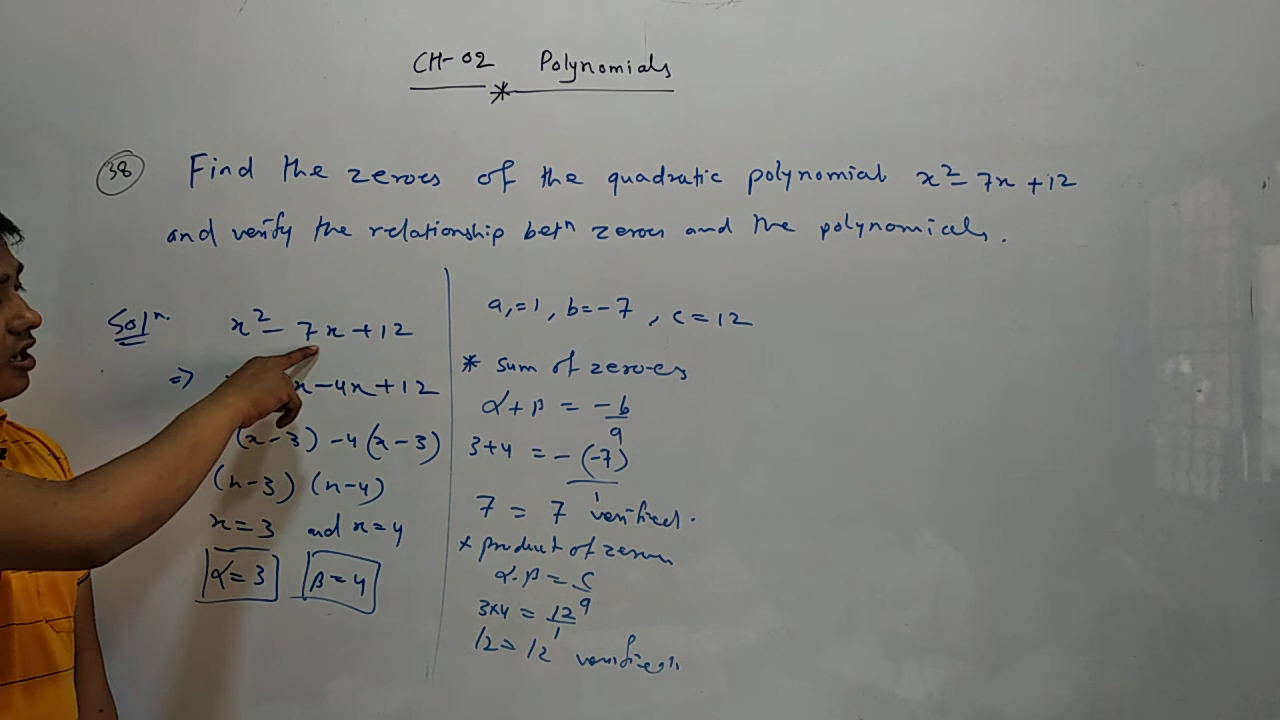 CH-02 Polynomials
38 Find the zeroes of the quadratic polynomial x²-7x+12
and verify the relationship betⁿ zeroes and the polynomials.
Solⁿ. x²-7x+12
⇒ x-4x+12
(x-3)-4(x-3)
(x-3)(x-4)
x=3 and x=4
α=3 β=4
a,=1, b=-7, c=12
* Sum of zeroes
α+β = -b/a
3+4 = -(-7)/1
7 = 7 verified.
* product of zeroes
α.β = c/a
3x4 = 12/1
12 = 12 verified